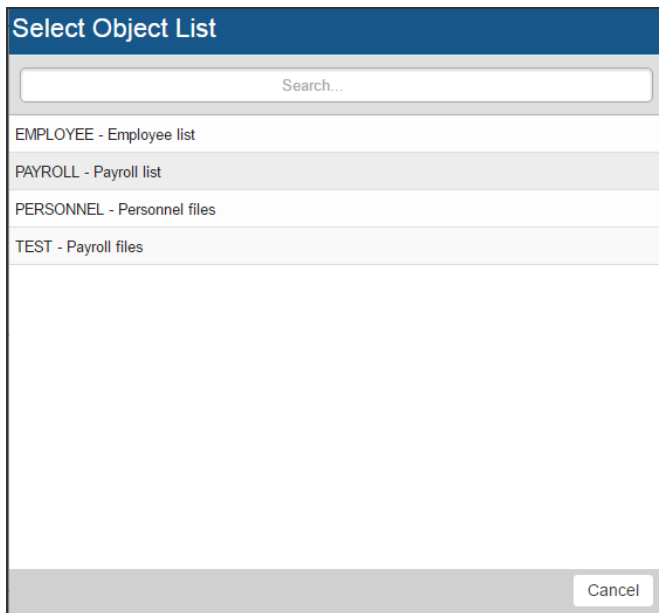 Select Object List
Search...
EMPLOYEE - Employee list
PAYROLL - Payroll list
PERSONNEL - Personnel files
TEST - Payroll files
Cancel